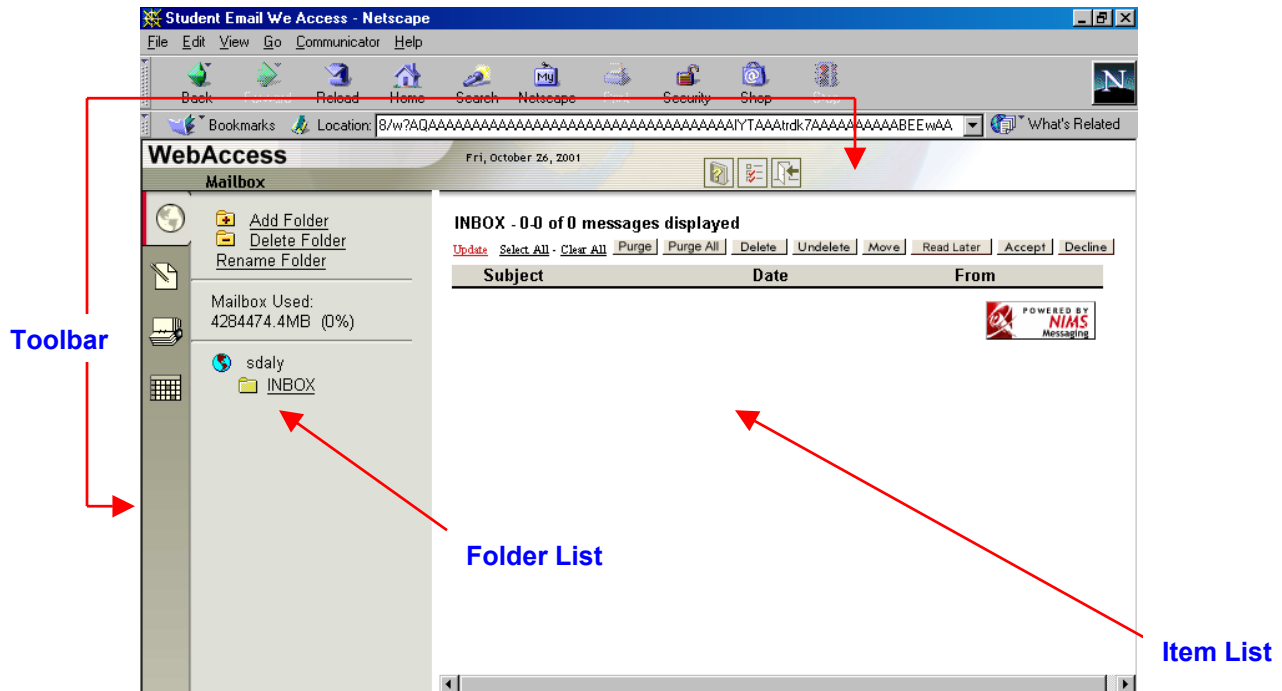 Student Email We Access - Netscape
File Edit View Go Communicator Help
Back Forward Reload Home Search Netscape Print Security Shop Stop
Bookmarks Location: What's Related
WebAccess
Fri, October 26, 2001
Mailbox
Add Folder
Delete Folder
Rename Folder
Mailbox Used:
4284474.4MB (0%)
sdaly
INBOX
INBOX - 0-0 of 0 messages displayed
Update Select All - Clear All Purge Purge All Delete Undelete Move Read Later Accept Decline
Subject Date From
POWERED BY
NIMS
Messaging
Toolbar
Folder List
Item List